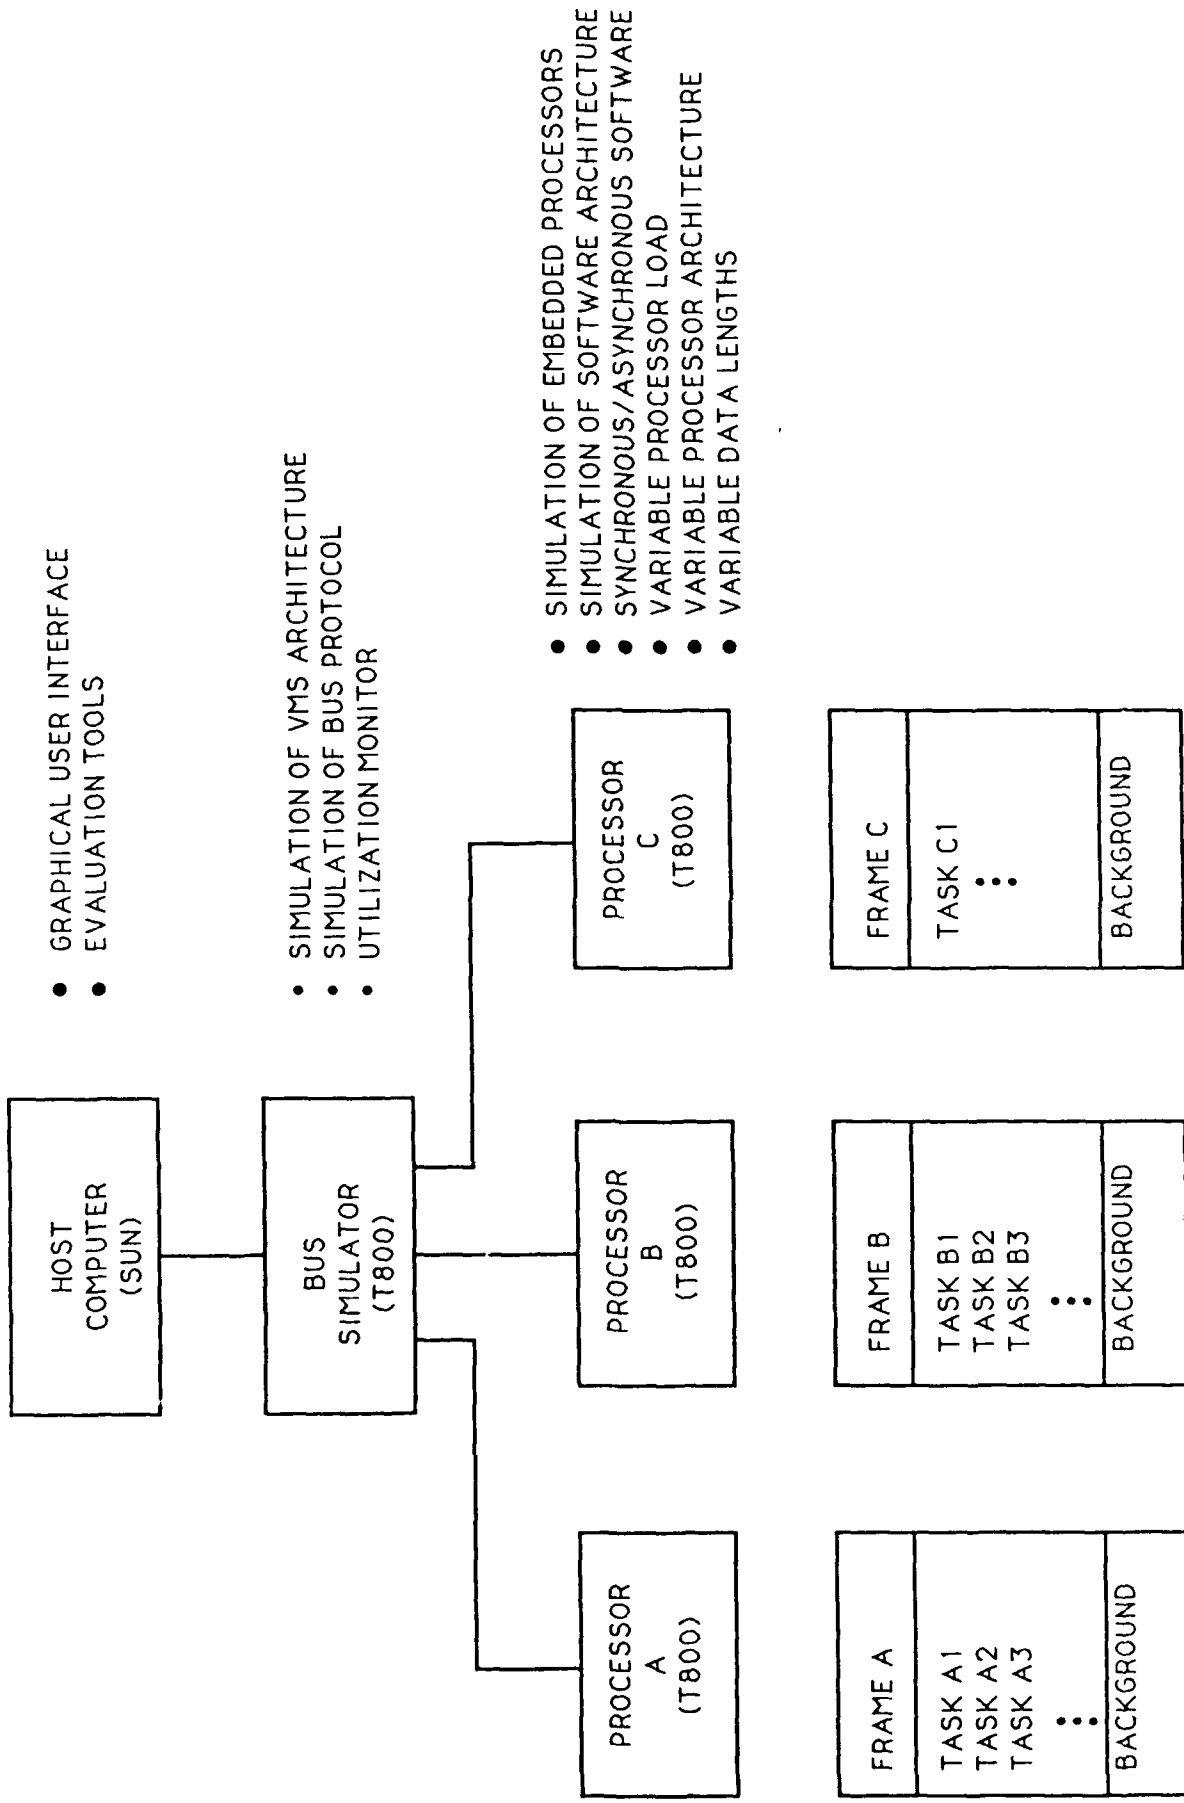 HOST
COMPUTER
(SUN)
• GRAPHICAL USER INTERFACE
• EVALUATION TOOLS
BUS
SIMULATOR
(T800)
• SIMULATION OF VMS ARCHITECTURE
• SIMULATION OF BUS PROTOCOL
• UTILIZATION MONITOR
PROCESSOR
A
(T800)
PROCESSOR
B
(T800)
PROCESSOR
C
(T800)
• SIMULATION OF EMBEDDED PROCESSORS
• SIMULATION OF SOFTWARE ARCHITECTURE
• SYNCHRONOUS/ASYNCHRONOUS SOFTWARE
• VARIABLE PROCESSOR LOAD
• VARIABLE PROCESSOR ARCHITECTURE
• VARIABLE DATA LENGTHS
FRAME A
TASK A1
TASK A2
TASK A3
⋮
BACKGROUND
FRAME B
TASK B1
TASK B2
TASK B3
⋮
BACKGROUND
FRAME C
TASK C1
⋮
BACKGROUND